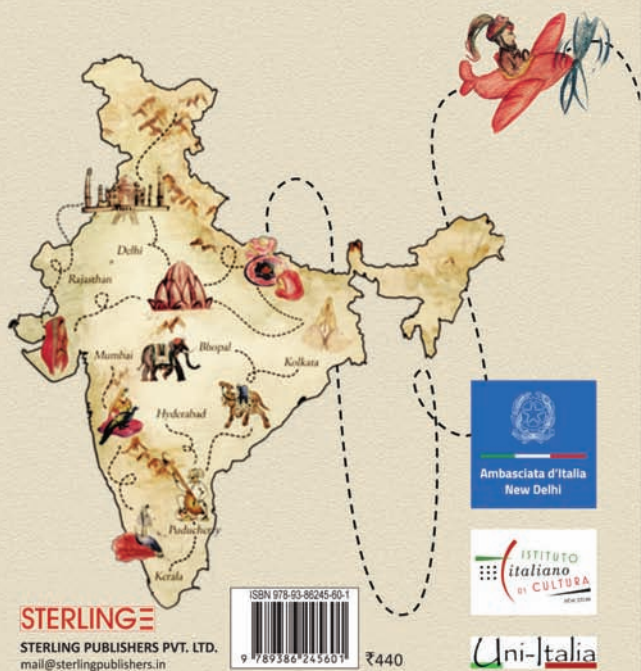 Delhi
Rajasthan
Mumbai
Bhopal
Kolkata
Hyderabad
Puducherry
Kerala
Ambasciata d'Italia
New Delhi
ISTITUTO
italiano
DI CULTURA
Uni-Italia
STERLING
STERLING PUBLISHERS PVT. LTD.
mail@sterlingpublishers.in
ISBN 978-93-86245-60-1
9 789386 245601
₹440